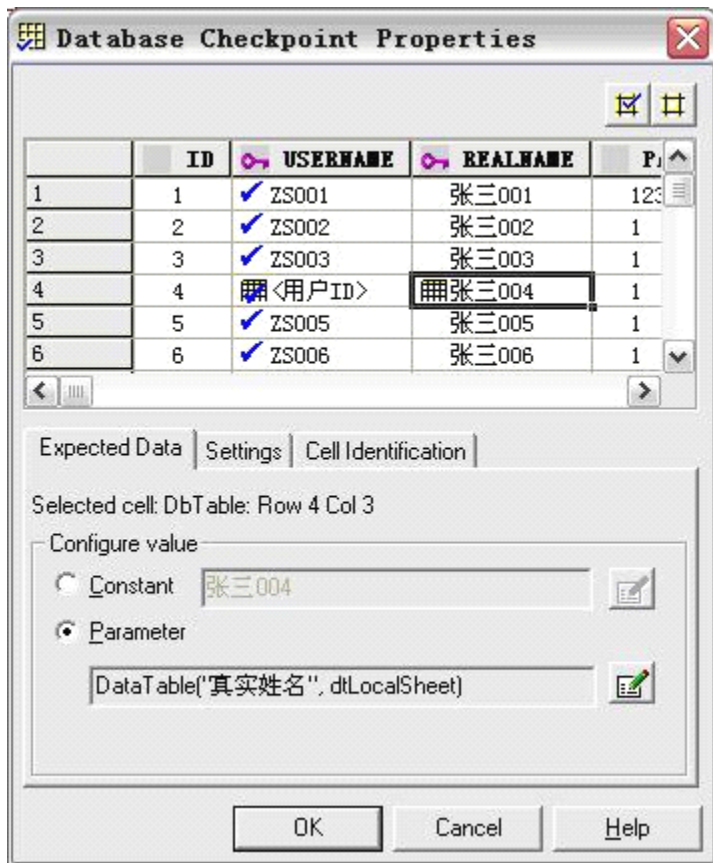 Database Checkpoint Properties
ID USERNAME REALNAME PA
1 1 ZS001 张三001 123
2 2 ZS002 张三002 1
3 3 ZS003 张三003 1
4 4 <用户ID> 张三004 1
5 5 ZS005 张三005 1
6 6 ZS006 张三006 1
Expected Data Settings Cell Identification
Selected cell: DbTable: Row 4 Col 3
Configure value
Constant 张三004
Parameter
DataTable("真实姓名", dtLocalSheet)
OK Cancel Help